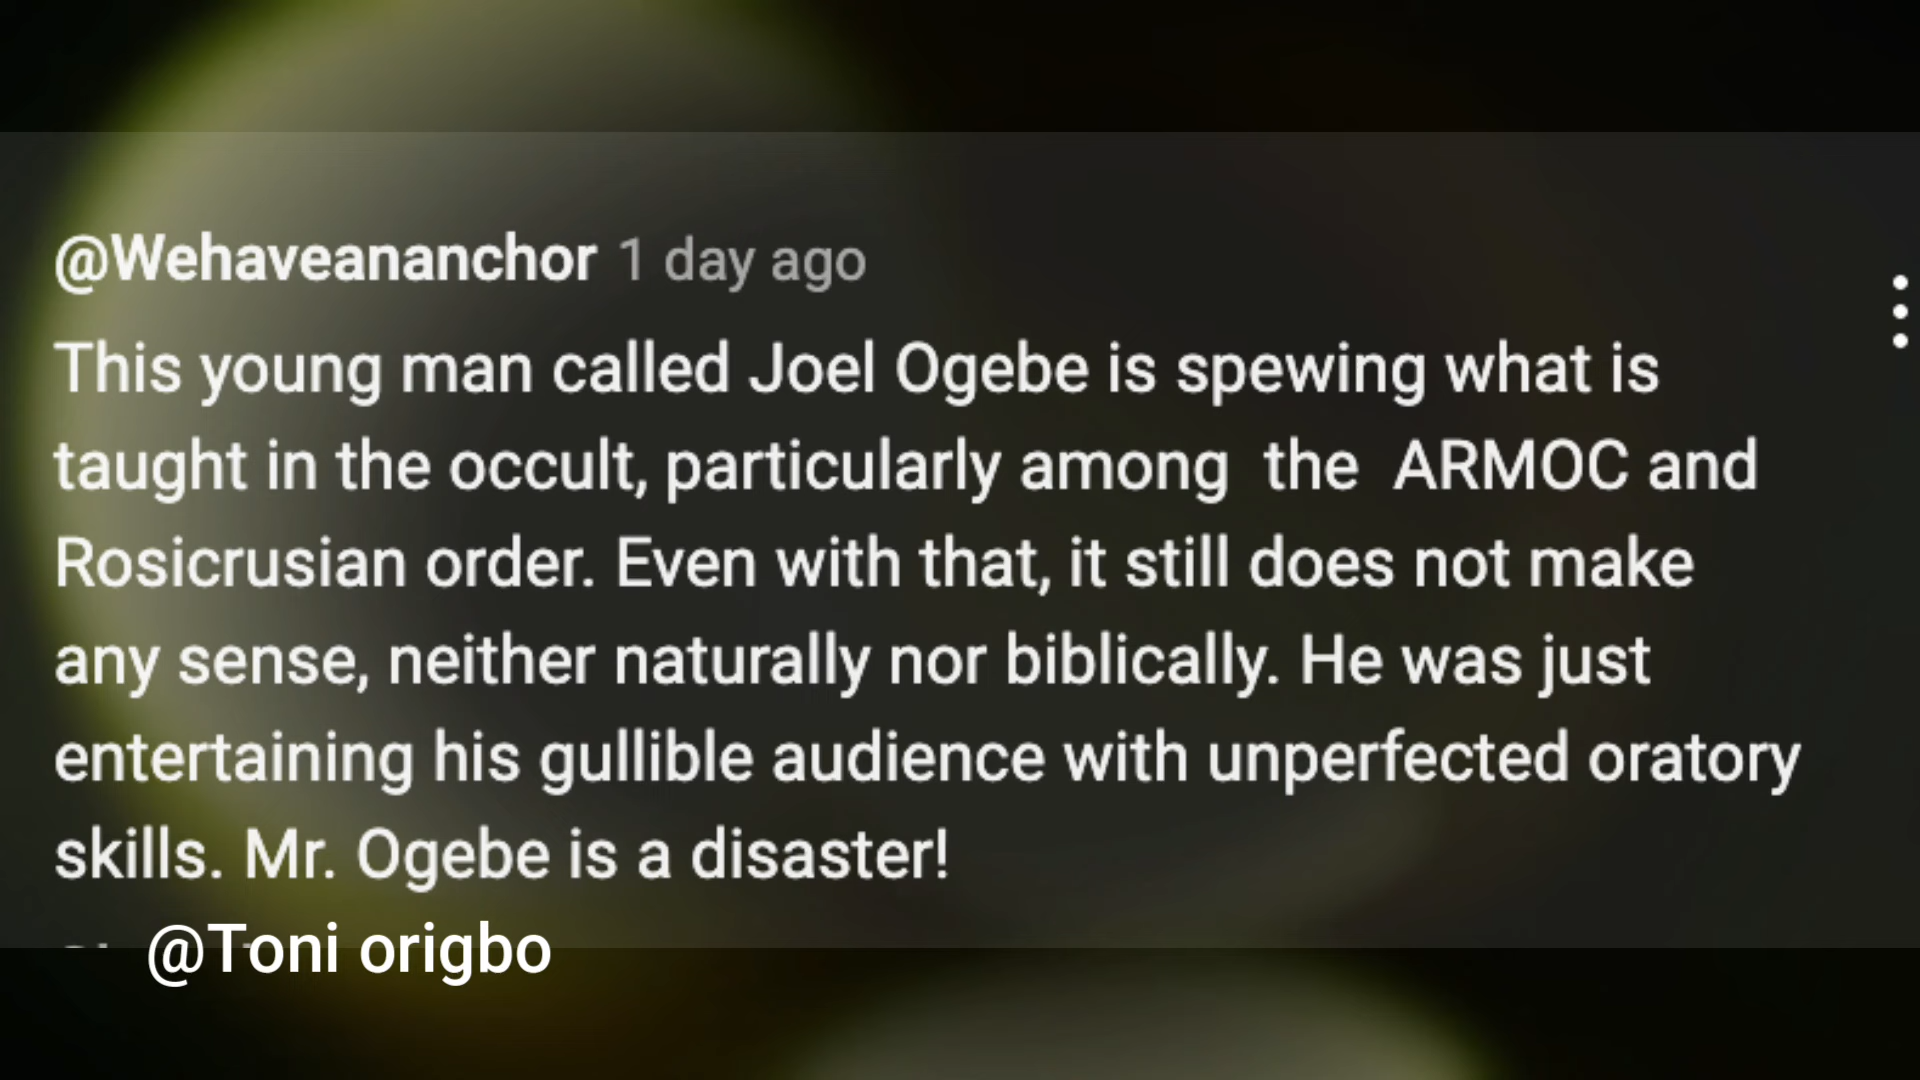 @Wehaveananchor 1 day ago
This young man called Joel Ogebe is spewing what is
taught in the occult, particularly among the ARMOC and
Rosicrusian order. Even with that, it still does not make
any sense, neither naturally nor biblically. He was just
entertaining his gullible audience with unperfected oratory
skills. Mr. Ogebe is a disaster!
@Toni origbo